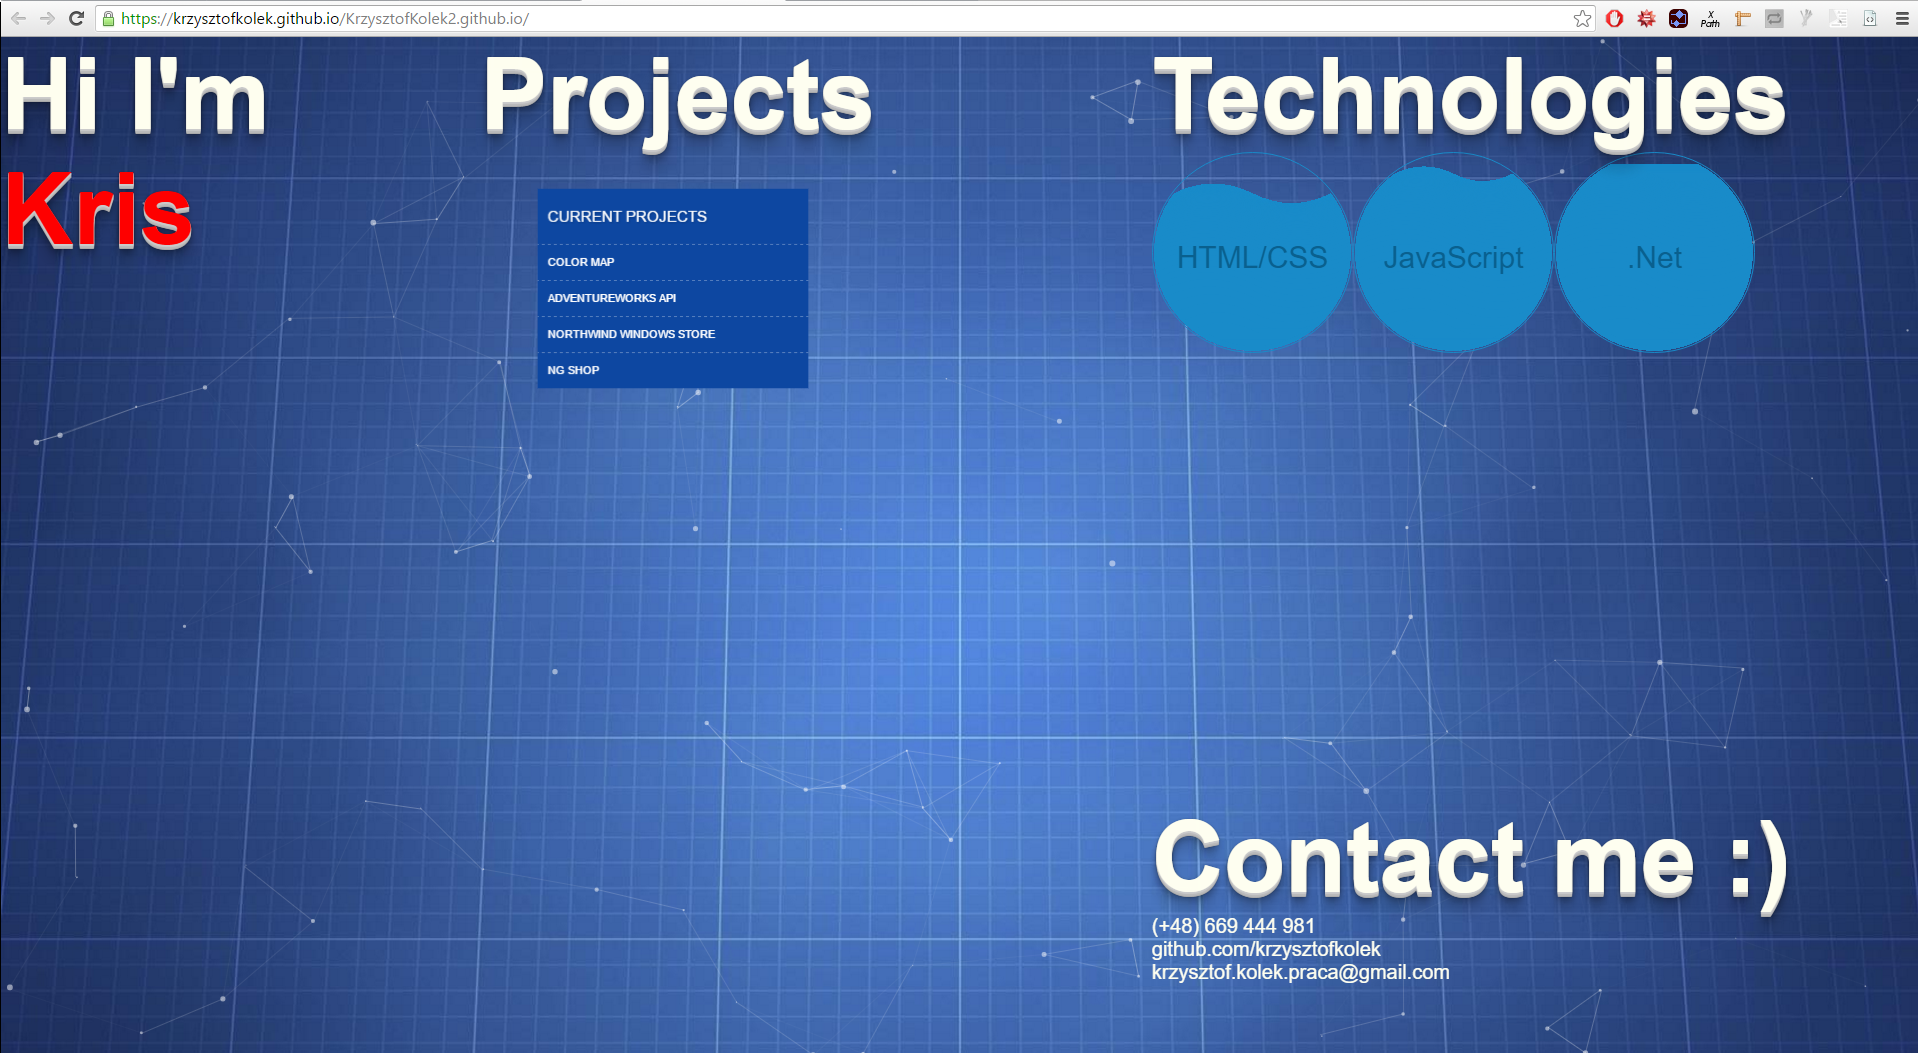 https://krzysztofkolek.github.io/KrzysztofKolek2.github.io/
X
Path
Hi I'm
Kris
Projects
CURRENT PROJECTS
COLOR MAP
ADVENTUREWORKS API
NORTHWIND WINDOWS STORE
NG SHOP
Technologies
HTML/CSS
JavaScript
.Net
Contact me :)
(+48) 669 444 981
github.com/krzysztofkolek
krzysztof.kolek.praca@gmail.com